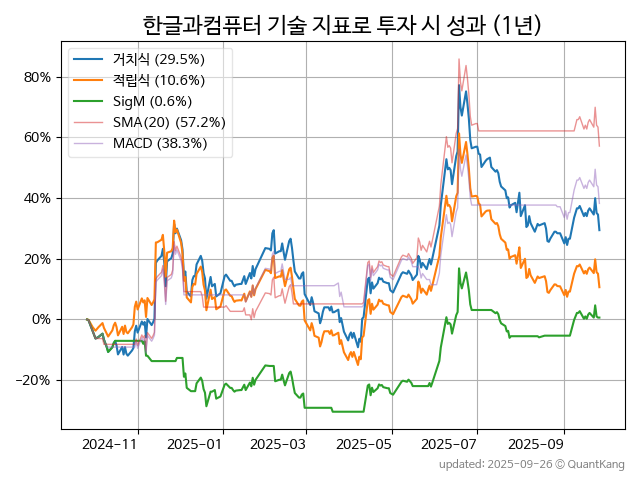 한글과컴퓨터 기술 지표로 투자 시 성과 (1년)
거치식 (29.5%)
적립식 (10.6%)
SigM (0.6%)
SMA(20) (57.2%)
MACD (38.3%)
80%
60%
40%
20%
0%
−20%
2024-11
2025-01
2025-03
2025-05
2025-07
2025-09
updated: 2025-09-26 © QuantKang